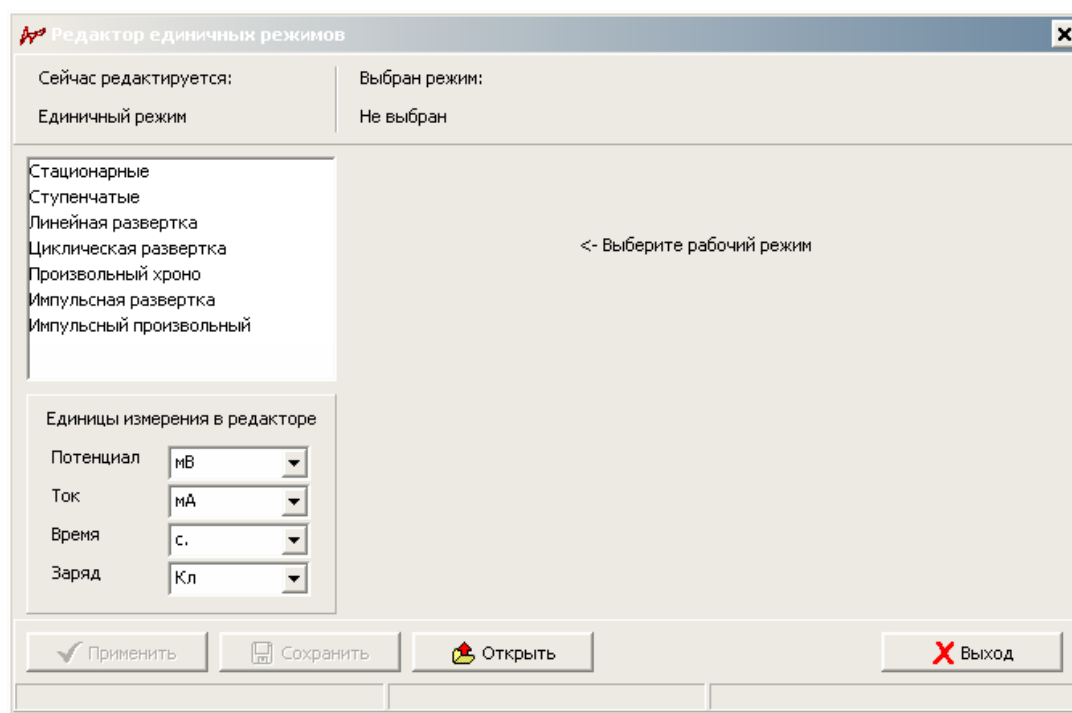 Редактор единичных режимов
Сейчас редактируется:
Выбран режим:
Единичный режим
Не выбран
Стационарные
Ступенчатые
Линейная развертка
Циклическая развертка
Произвольный хроно
Импульсная развертка
Импульсный произвольный
<- Выберите рабочий режим
Единицы измерения в редакторе
Потенциал мВ
Ток мА
Время с.
Заряд Кл
Применить Сохранить Открыть Выход